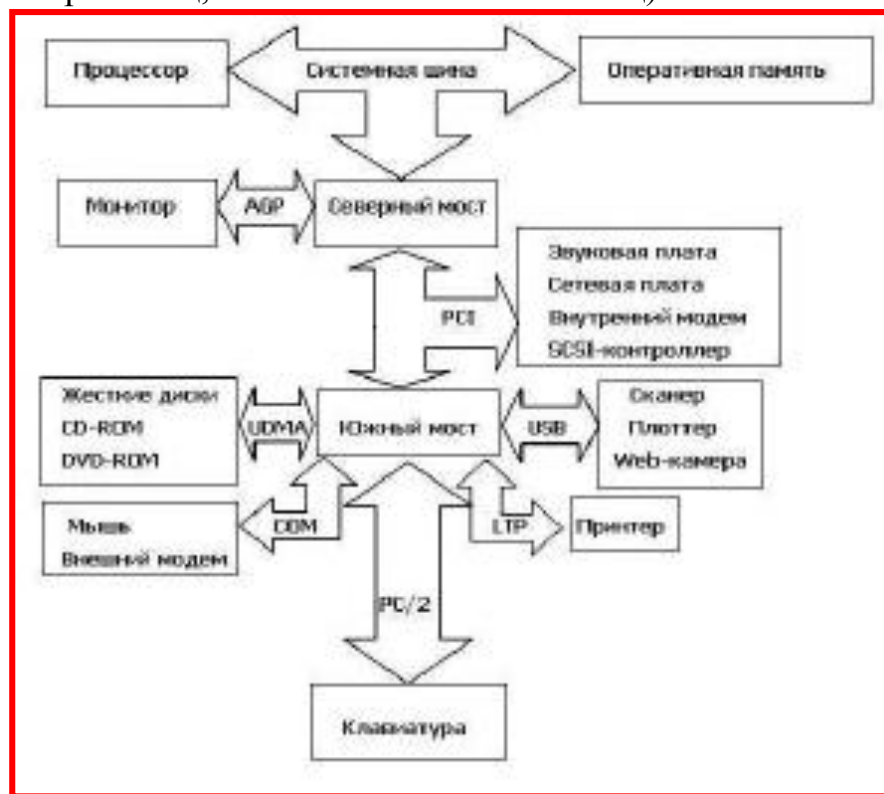 Процессор
Системная шина
Оперативная память
Монитор
AGP
Северный мост
Звуковая плата
Сетевая плата
Внутренний модем
SCSI-контроллер
PCI
Жесткие диски
CD-ROM
DVD-ROM
UDMA
Южный мост
USB
Сканер
Плоттер
Web-камера
Мышь
Внешний модем
COM
LTP
Принтер
PC/2
Клавиатура